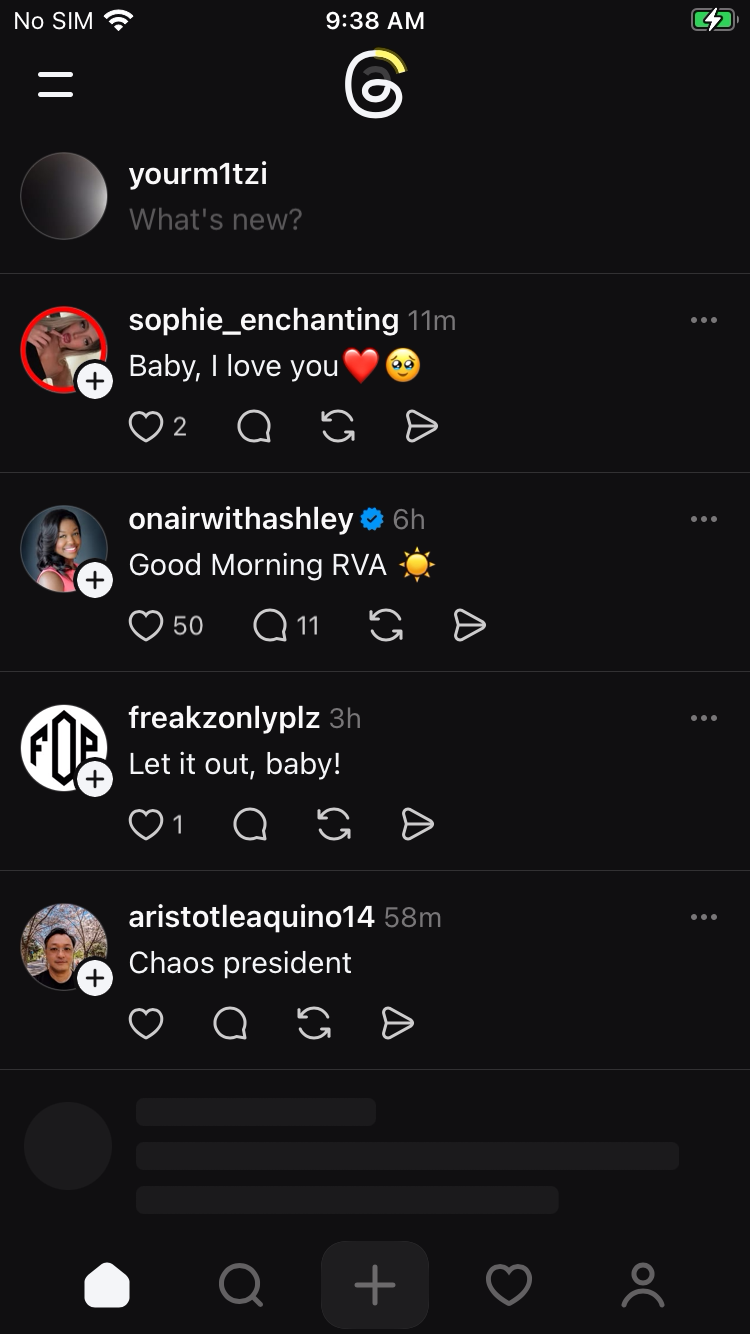 No SIM 9:38 AM
yourm1tzi
What's new?
sophie_enchanting 11m
Baby, I love you❤️🥹
2
onairwithashley 6h
Good Morning RVA ☀️
50 11
freakzonlyplz 3h
FOP
Let it out, baby!
1
aristotleaquino14 58m
Chaos president